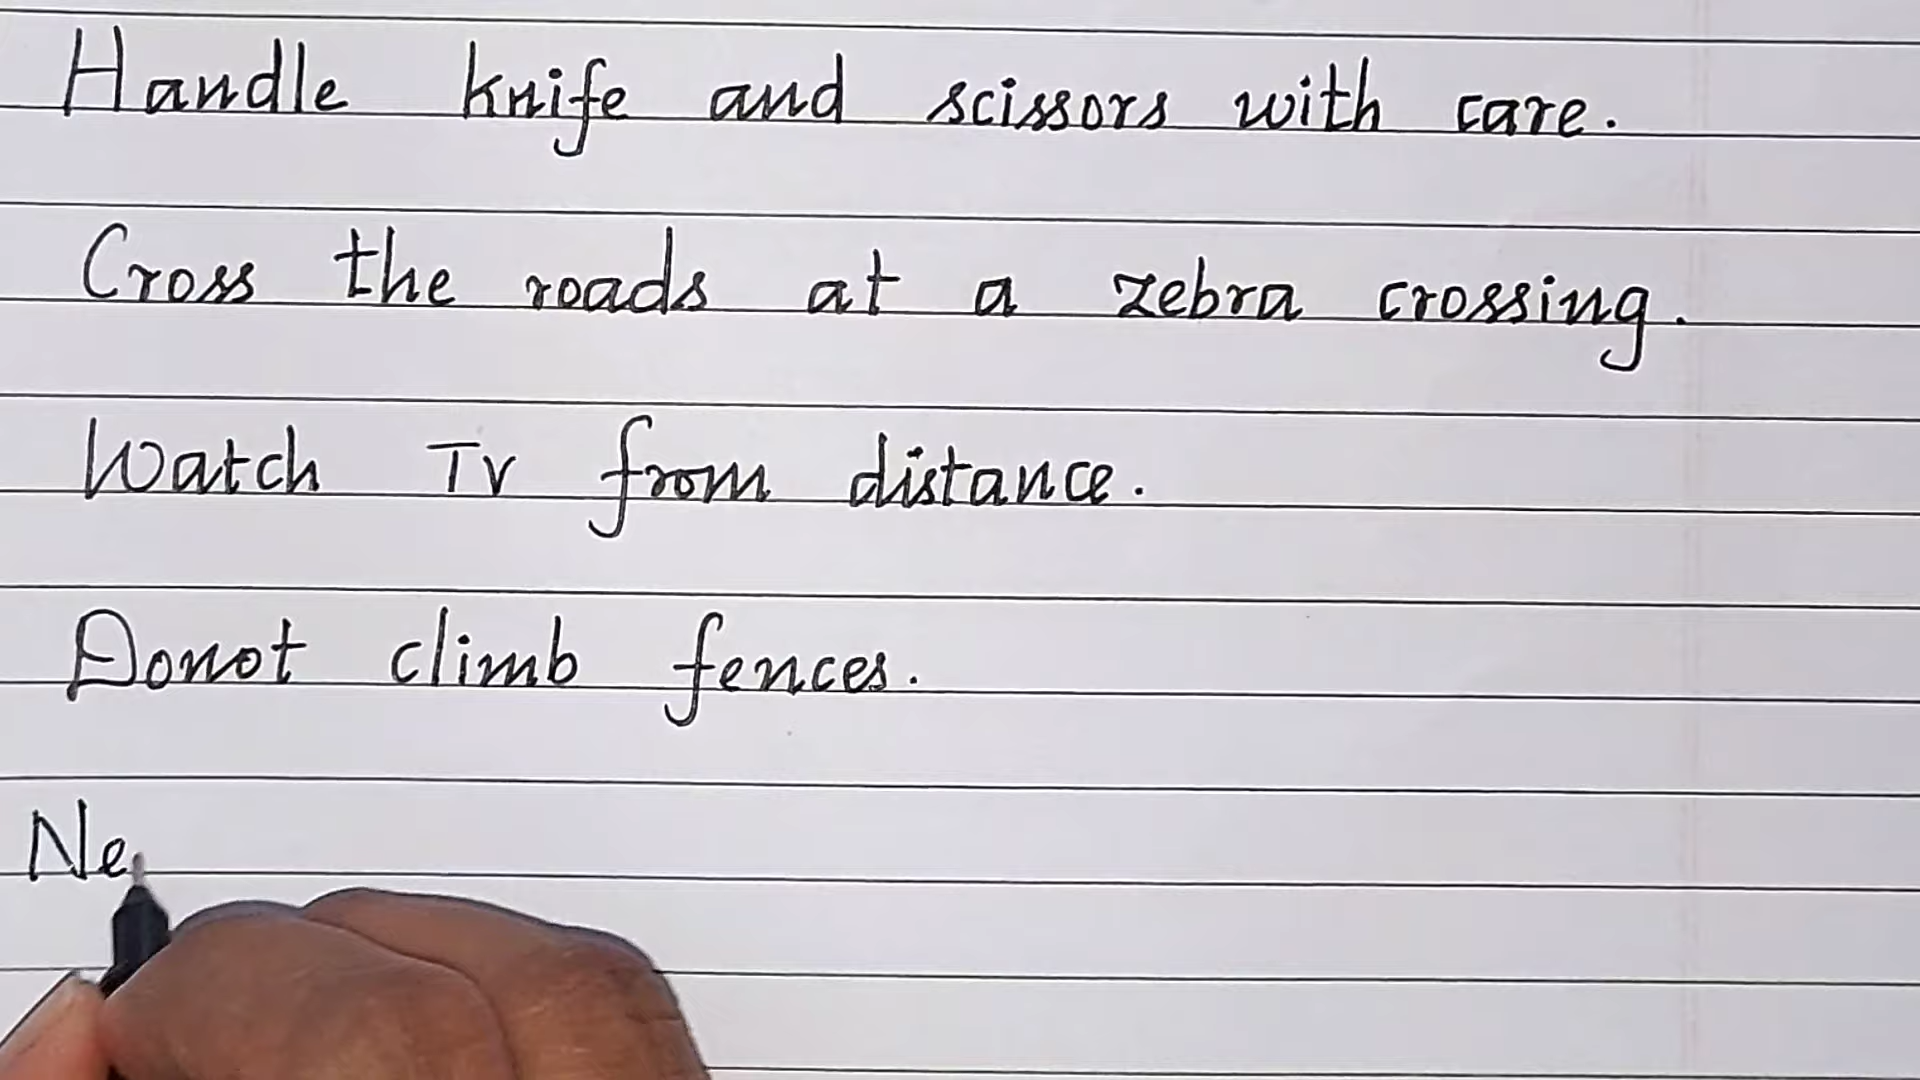 Handle knife and scissors with care.
Cross the roads at a zebra crossing.
Watch TV from distance.
Donot climb fences.
Ne